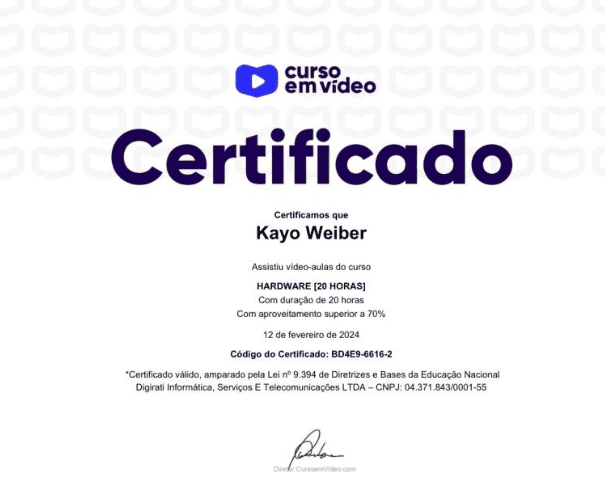 curso
em vídeo
Certificado
Certificamos que
Kayo Weiber
Assistiu vídeo-aulas do curso
HARDWARE [20 HORAS]
Com duração de 20 horas
Com aproveitamento superior a 70%
12 de fevereiro de 2024
Código do Certificado: BD4E9-6616-2
*Certificado válido, amparado pela Lei nº 9.394 de Diretrizes e Bases da Educação Nacional
Digirati Informática, Serviços E Telecomunicações LTDA – CNPJ: 04.371.843/0001-55
Diretor CursoemVideo.com